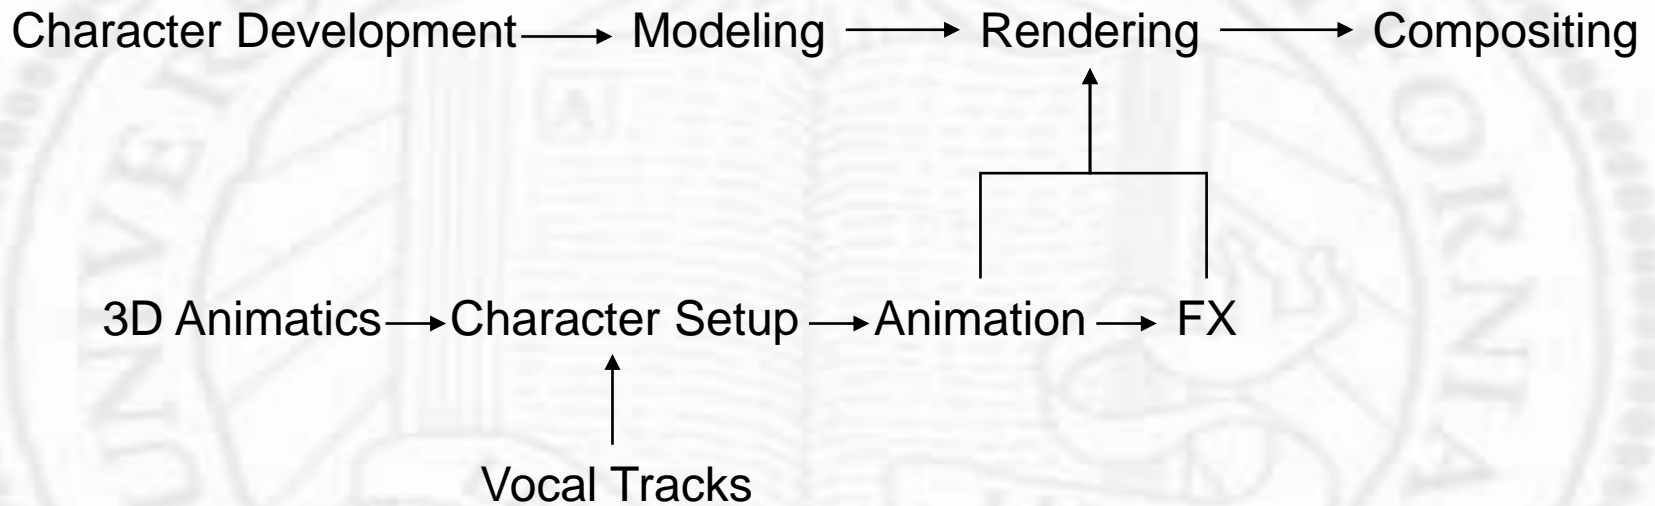 Character Development Modeling Rendering Compositing
3D Animatics Character Setup Animation FX
Vocal Tracks